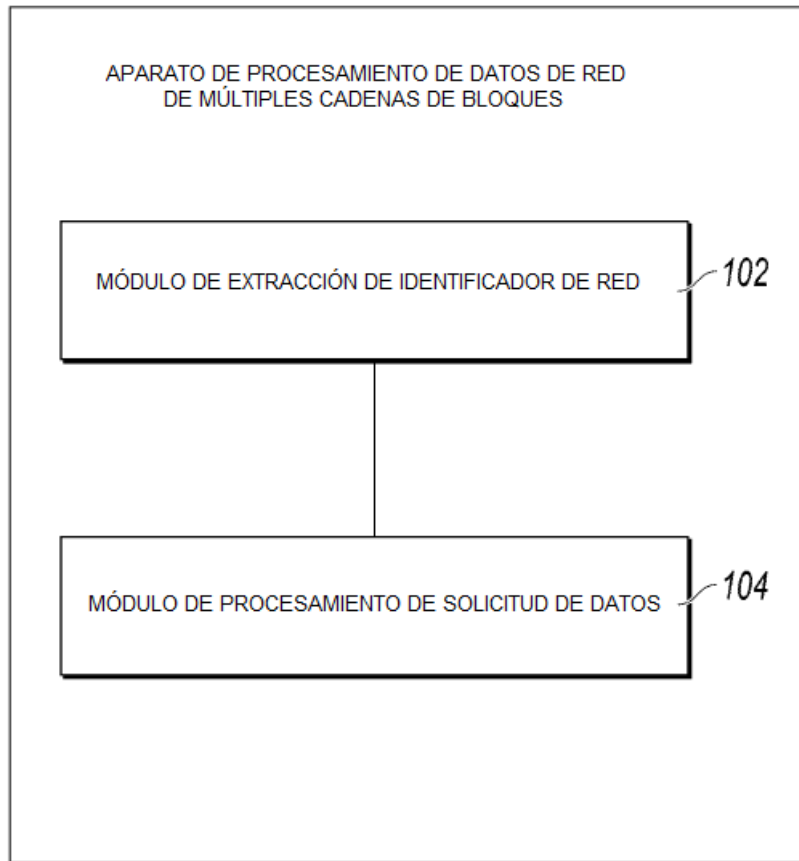 APARATO DE PROCESAMIENTO DE DATOS DE RED
DE MÚLTIPLES CADENAS DE BLOQUES
MÓDULO DE EXTRACCIÓN DE IDENTIFICADOR DE RED
102
MÓDULO DE PROCESAMIENTO DE SOLICITUD DE DATOS
104